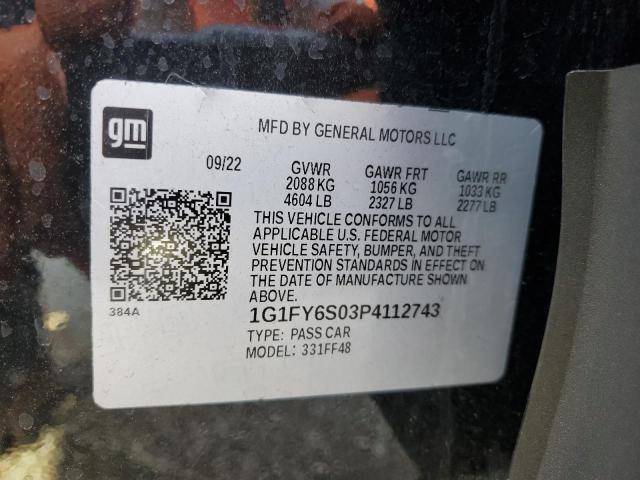 gm
MFD BY GENERAL MOTORS LLC
09/22 GVWR GAWR FRT GAWR RR
2088 KG 1056 KG 1033 KG
4604 LB 2327 LB 2277 LB
THIS VEHICLE CONFORMS TO ALL
APPLICABLE U.S. FEDERAL MOTOR
VEHICLE SAFETY, BUMPER, AND THEFT
PREVENTION STANDARDS IN EFFECT ON
THE DATE OF MANUFACTURE SHOWN
ABOVE.
384A
1G1FY6S03P4112743
TYPE: PASS CAR
MODEL: 331FF48